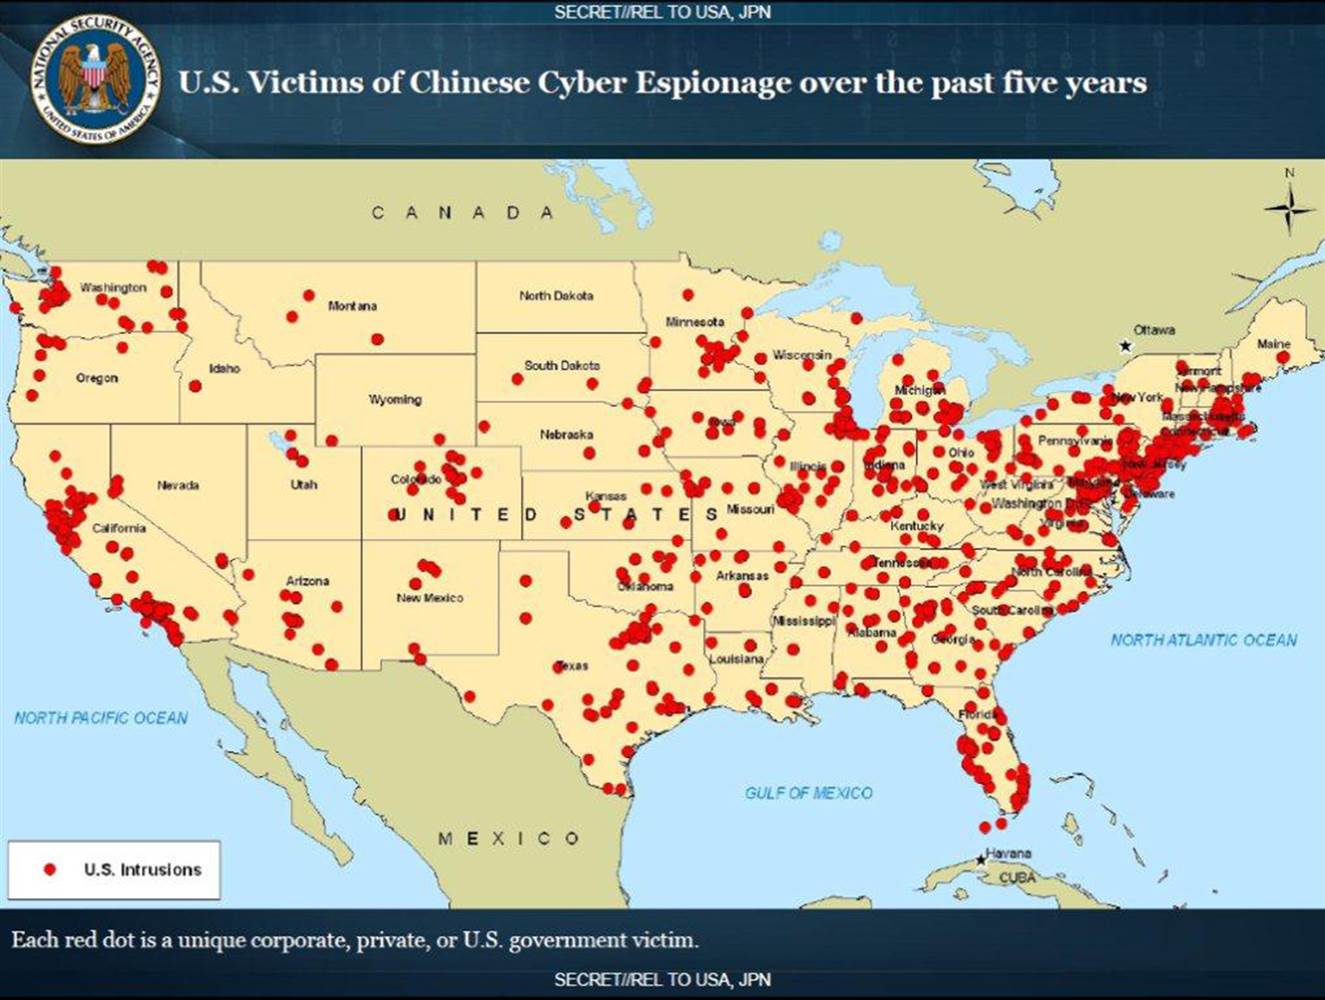 SECRET//REL TO USA, JPN
NATIONAL SECURITY AGENCY
UNITED STATES OF AMERICA
U.S. Victims of Chinese Cyber Espionage over the past five years
N
CANADA
Washington
Montana
North Dakota
Minnesota
Ottawa
Maine
Oregon
Idaho
South Dakota
Wisconsin
Vermont
New Hampshire
Wyoming
Michigan
New York
Massachusetts
Connecticut
Nebraska
Iowa
Pennsylvania
Nevada
Utah
Colorado
Illinois
Indiana
Ohio
New Jersey
Maryland
Delaware
West Virginia
Washington D.C.
Virginia
Kansas
Missouri
UNITED STATES
California
Kentucky
Arizona
New Mexico
Oklahoma
Arkansas
Tennessee
North Carolina
South Carolina
Mississippi
Alabama
Georgia
Texas
Louisiana
NORTH ATLANTIC OCEAN
NORTH PACIFIC OCEAN
Florida
GULF OF MEXICO
MEXICO
Havana
CUBA
U.S. Intrusions
Each red dot is a unique corporate, private, or U.S. government victim.
SECRET//REL TO USA, JPN